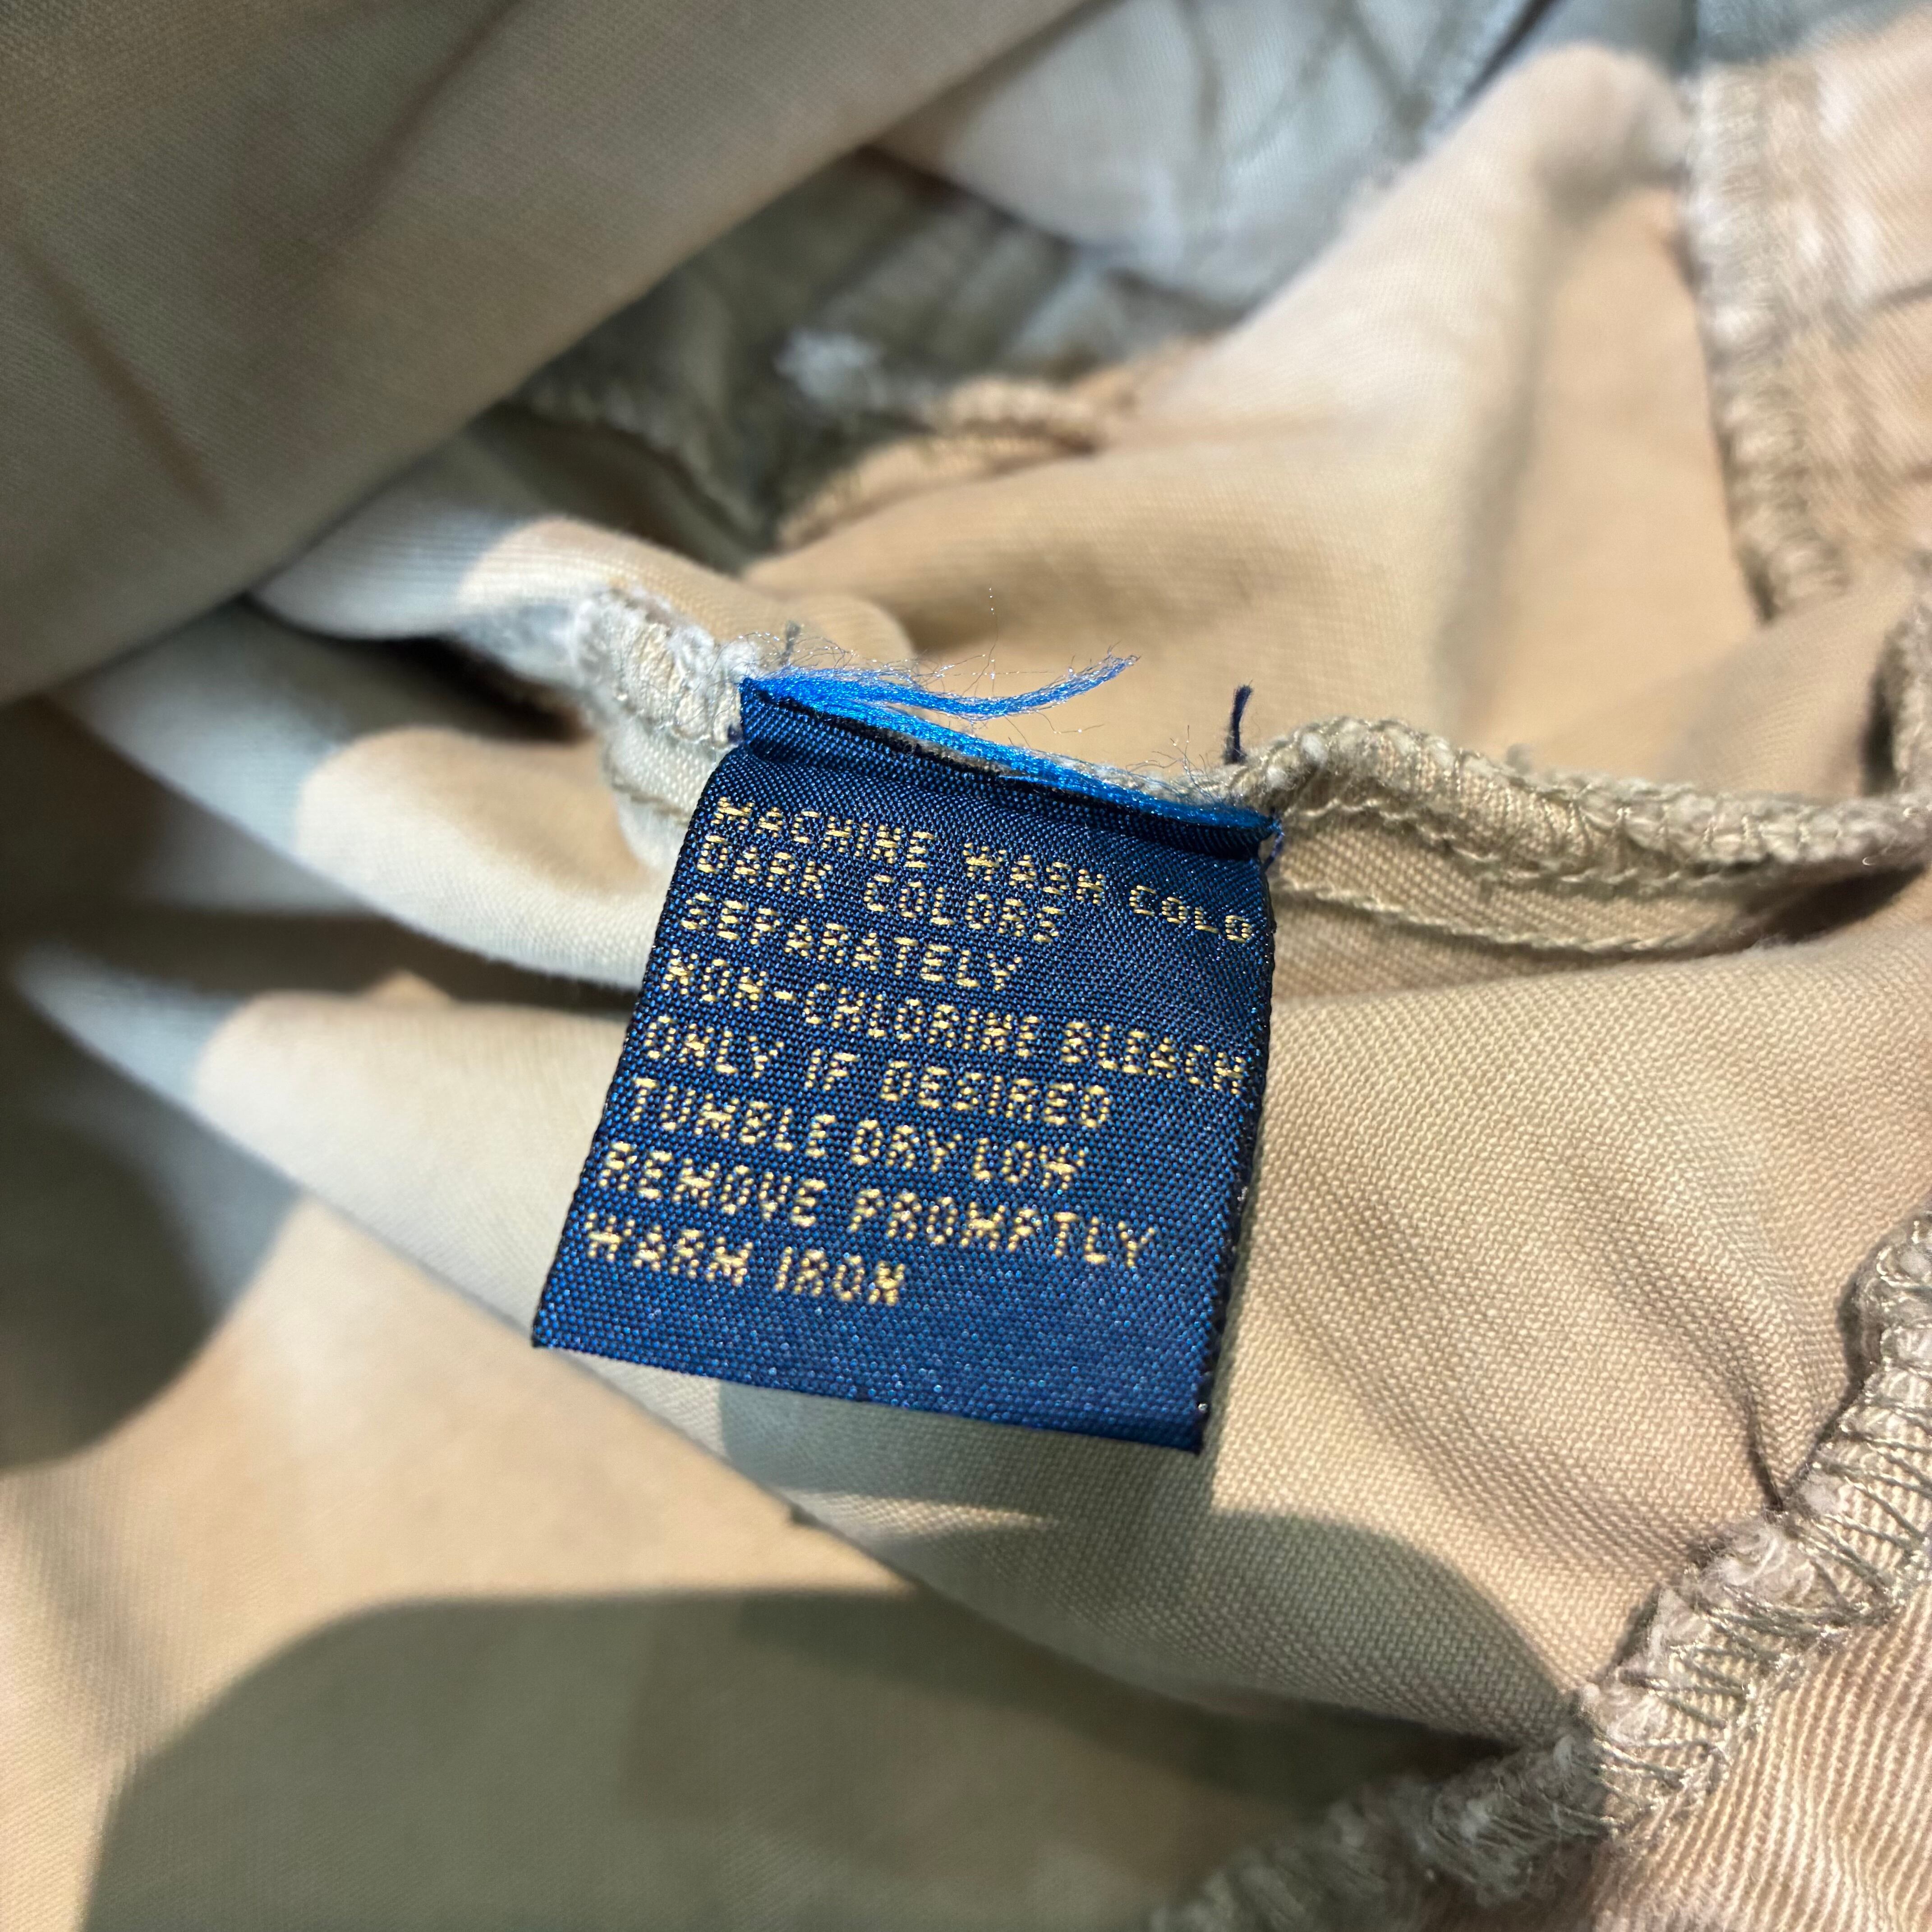 MACHINE WASH COLD
DARK COLORS
SEPARATELY
NON-CHLORINE BLEACH
ONLY IF DESIRED
TUMBLE DRY LOW
REMOVE PROMPTLY
WARM IRON